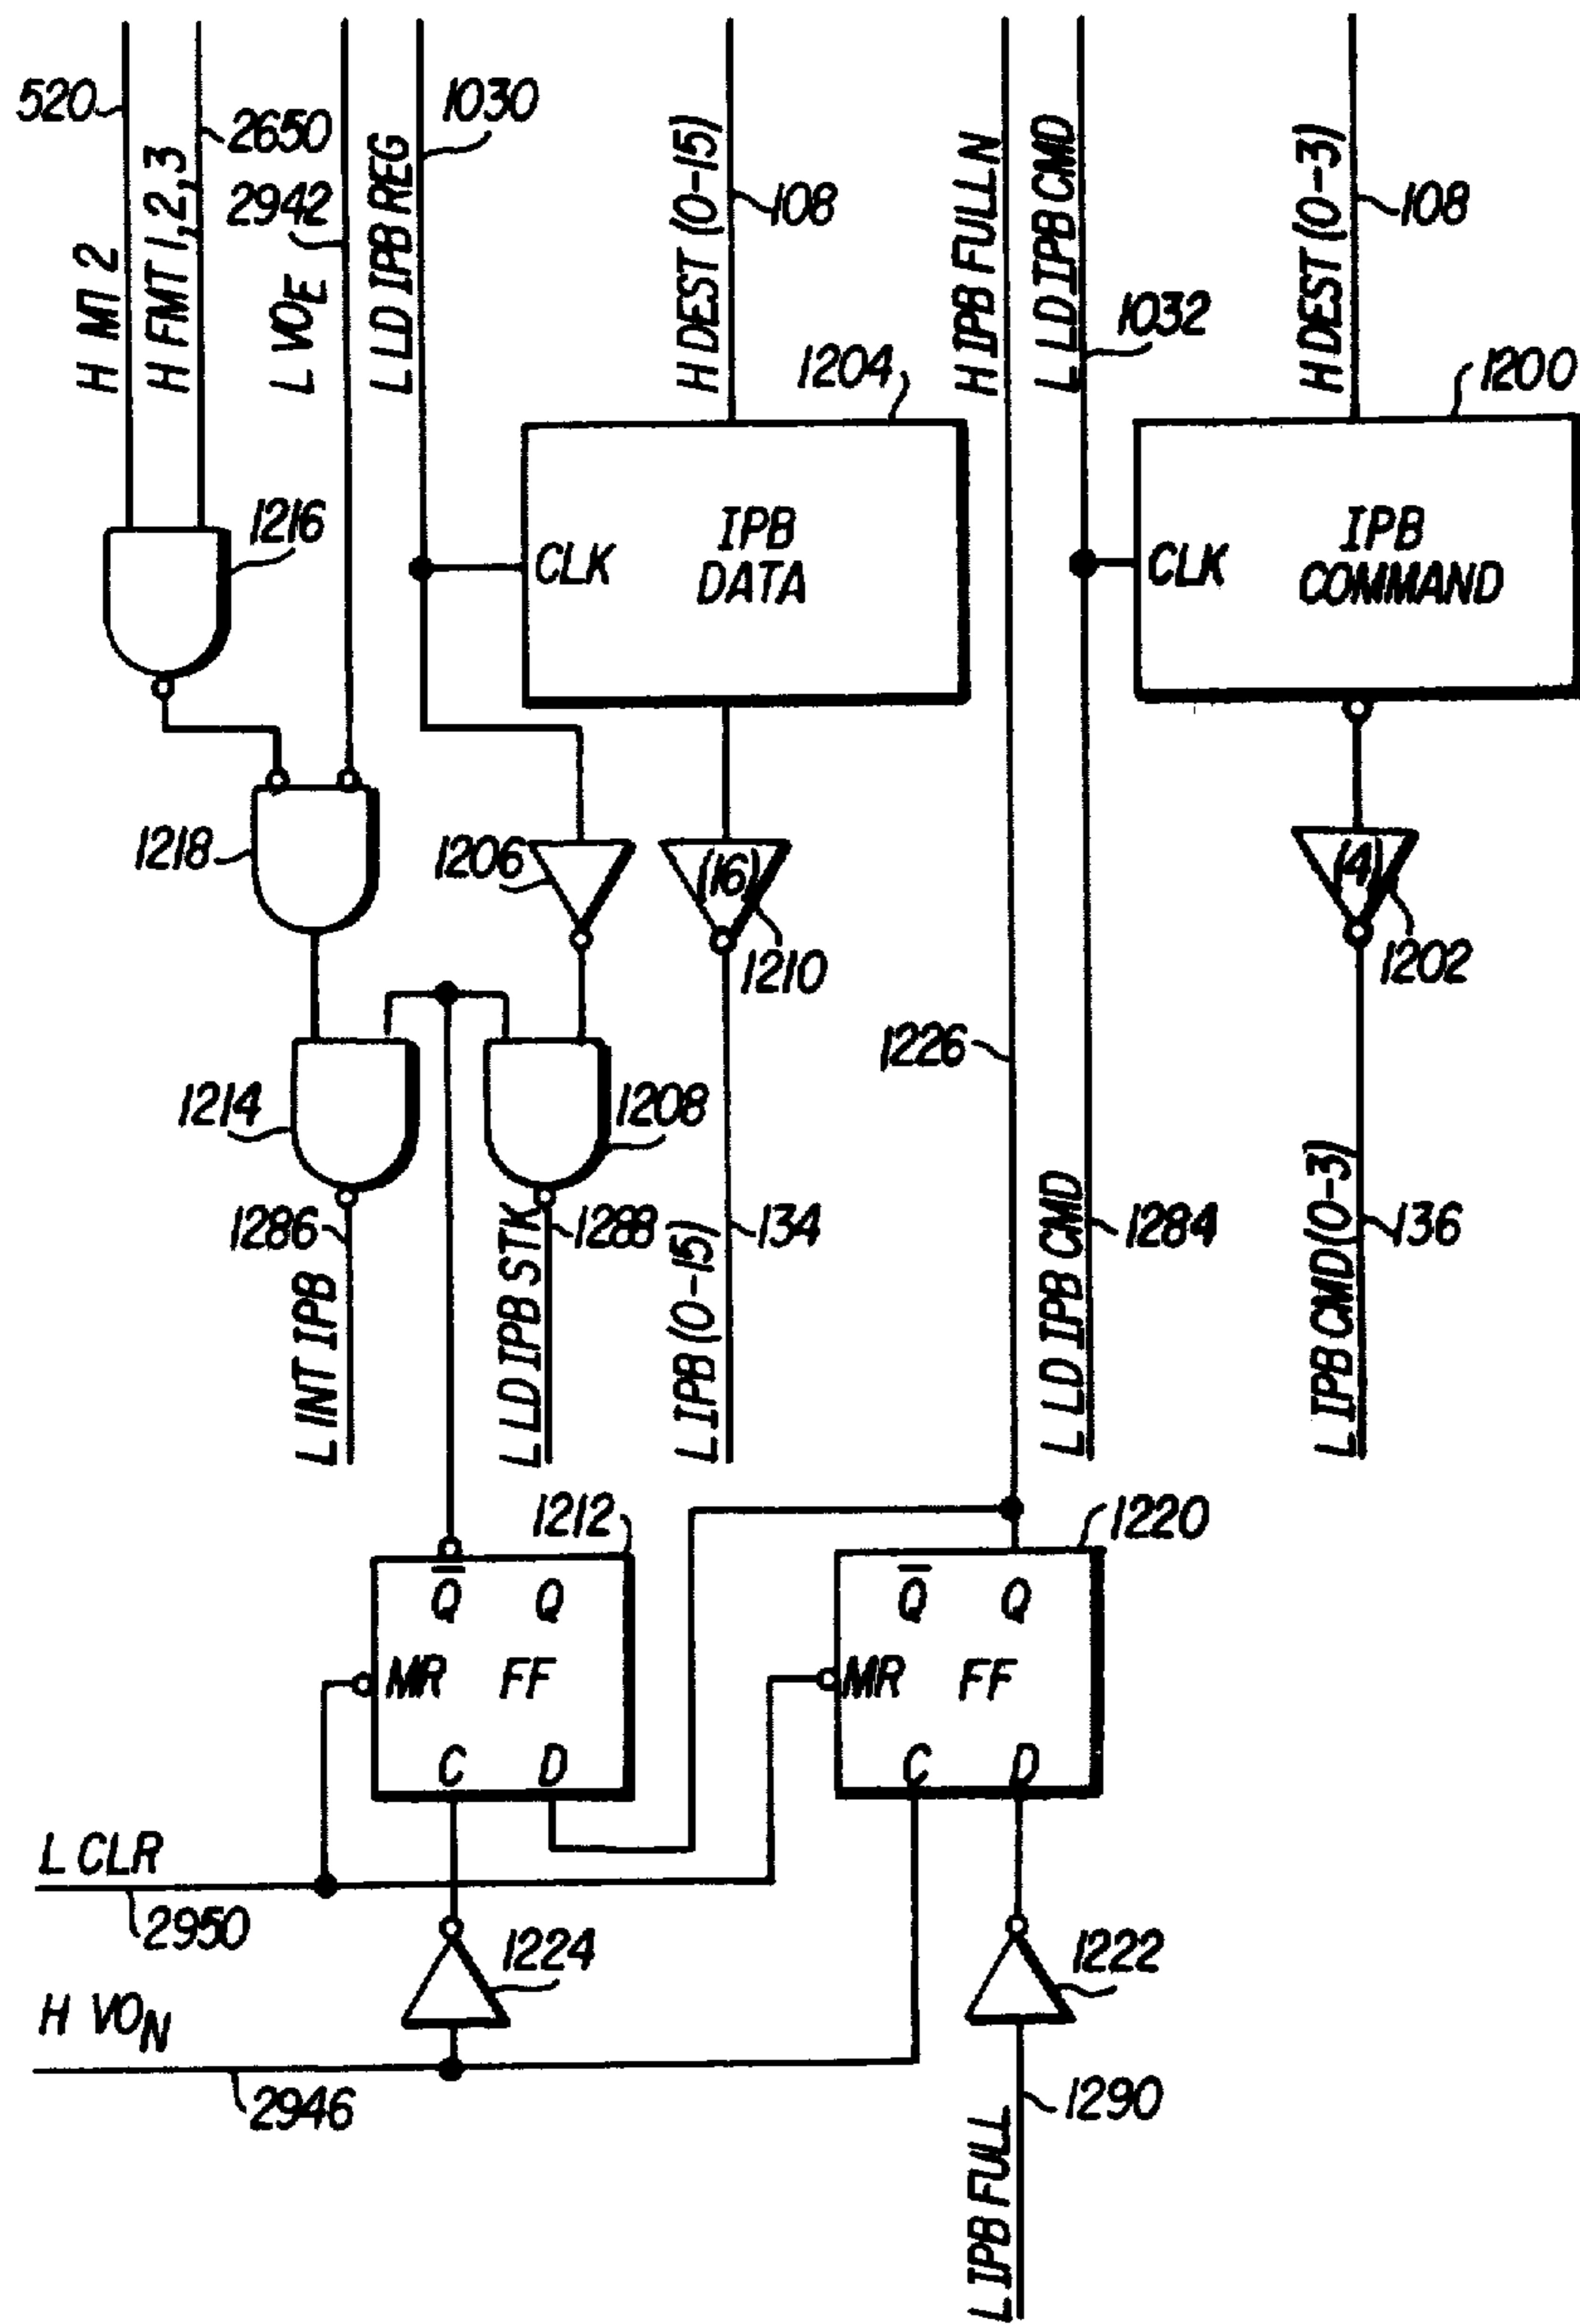 520
H MI 2
H FMT 1,2,3
2650
2942
L VO_E
L LD IPB REG
1030
H DEST (0-15)
108
H IPB FULL N
L LD IPB CMD
1032
H DEST (0-3)
108
1204
1200
1216
CLK
IPB
DATA
CLK
IPB
COMMAND
1218
1206
(16)
1210
(4)
1202
1226
1214
1208
1286
1288
134
1284
136
L INT IPB
L LD IPB STK
L IPB (0-15)
L LD IPB CMD
L IPB CMD (0-3)
1212
1220
Q̅ Q
MR FF
C D
Q̅ Q
MR FF
C D
L CLR
2950
1224
1222
H VO_N
2946
1290
L IPB FULL